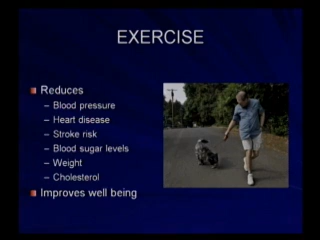 EXERCISE
Reduces
– Blood pressure
– Heart disease
– Stroke risk
– Blood sugar levels
– Weight
– Cholesterol
Improves well being